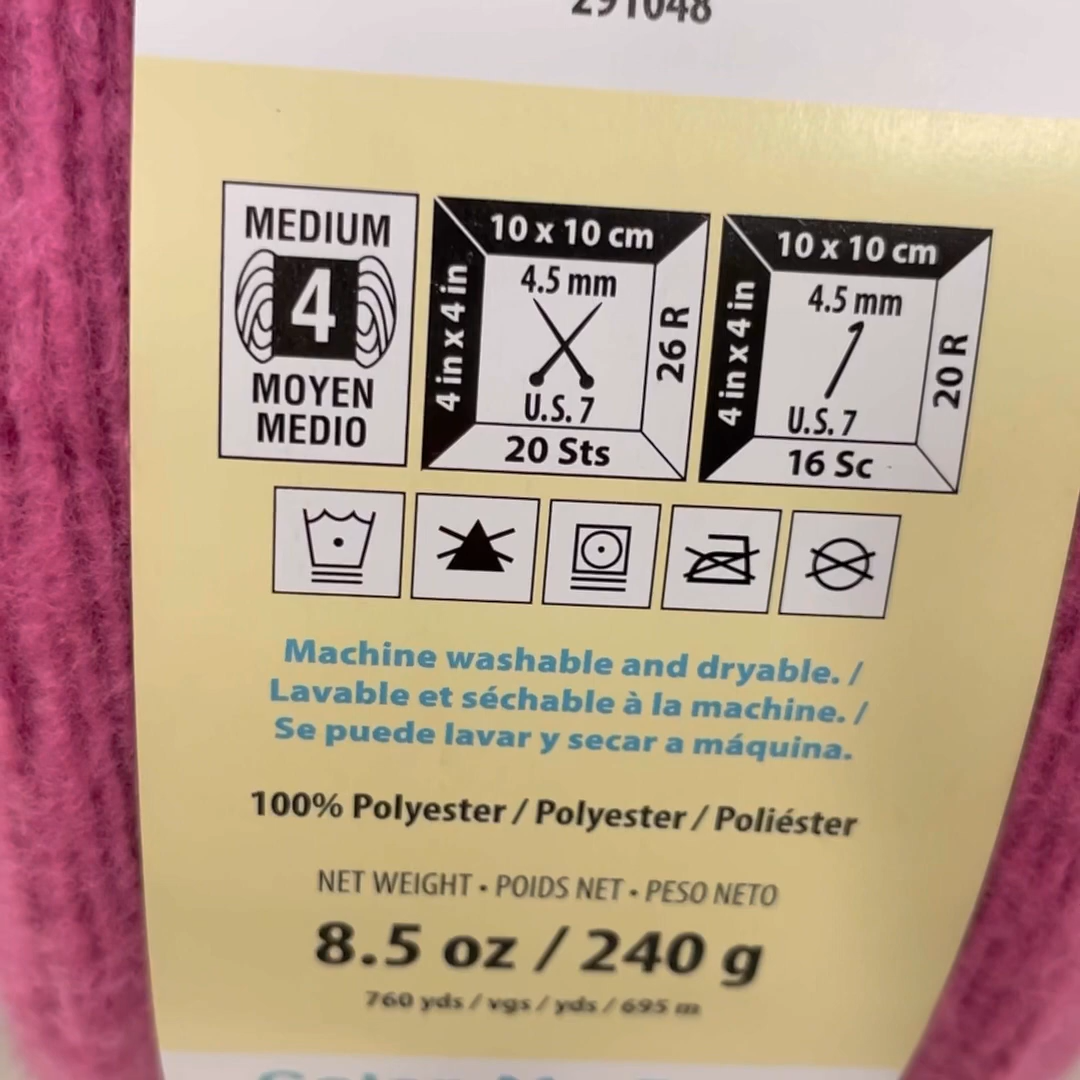 291048
MEDIUM
4
MOYEN
MEDIO
10 x 10 cm
4 in x 4 in
4.5 mm
U.S. 7
26 R
20 Sts
10 x 10 cm
4 in x 4 in
4.5 mm
U.S. 7
20 R
16 Sc
Machine washable and dryable. /
Lavable et séchable à la machine. /
Se puede lavar y secar a máquina.
100% Polyester / Polyester / Poliéster
NET WEIGHT • POIDS NET • PESO NETO
8.5 oz / 240 g
760 yds / vgs / yds / 695 m